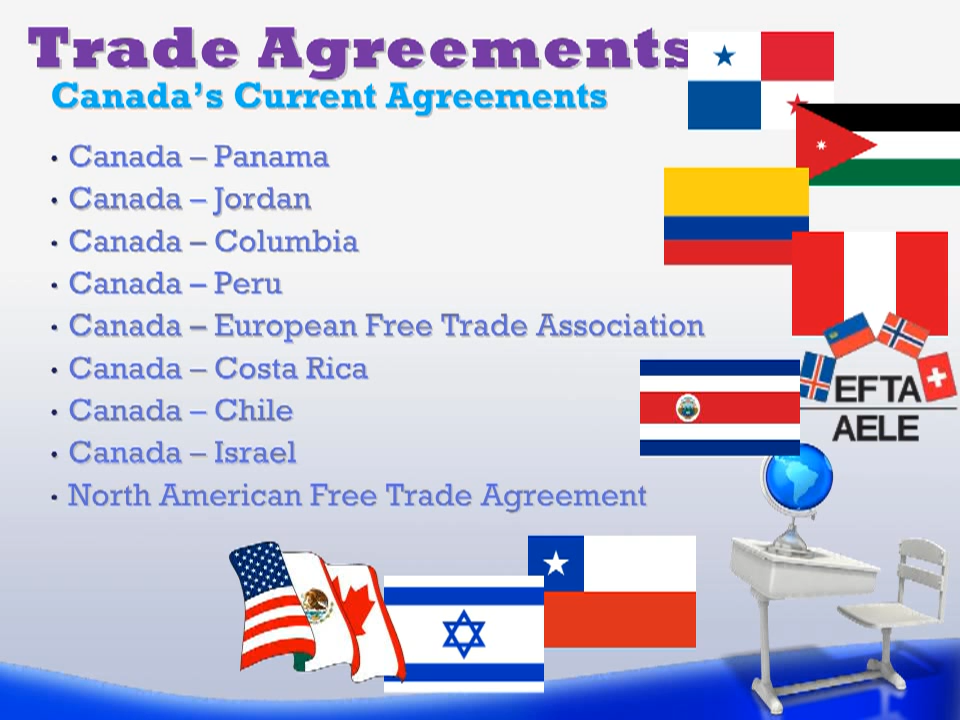 Trade Agreements
Canada's Current Agreements
• Canada – Panama
• Canada – Jordan
• Canada – Columbia
• Canada – Peru
• Canada – European Free Trade Association
• Canada – Costa Rica
• Canada – Chile
• Canada – Israel
• North American Free Trade Agreement
EFTA
AELE